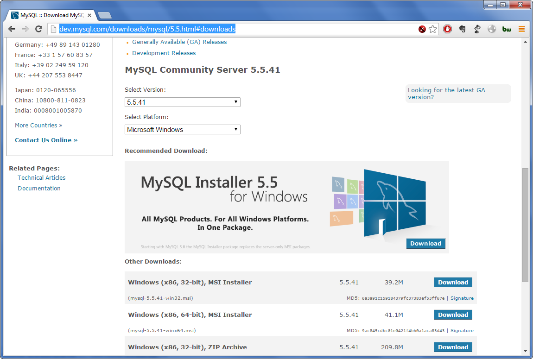 MySQL :: Download MySQ
dev.mysql.com/downloads/mysql/5.5.html#downloads
Germany: +49 89 143 01280
France: +33 1 57 60 83 57
Italy: +39 02 249 59 120
UK: +44 207 553 8447
Japan: 0120-065556
China: 10800-811-0823
India: 0008001005870
More Countries »
Contact Us Online »
Related Pages:
Technical Articles
Documentation
Generally Available (GA) Releases
Development Releases
MySQL Community Server 5.5.41
Select Version:
5.5.41
Looking for the latest GA
version?
Select Platform:
Microsoft Windows
Recommended Download:
MySQL Installer 5.5
for Windows
All MySQL Products. For All Windows Platforms.
In One Package.
Download
Other Downloads:
Windows (x86, 32-bit), MSI Installer 5.5.41 39.2M Download
(mysql-5.5.41-win32.msi) MD5: | Signature
Windows (x86, 64-bit), MSI Installer 5.5.41 41.1M Download
(mysql-5.5.41-winx64.msi) MD5: | Signature
Windows (x86, 32-bit), ZIP Archive 5.5.41 209.8M Download